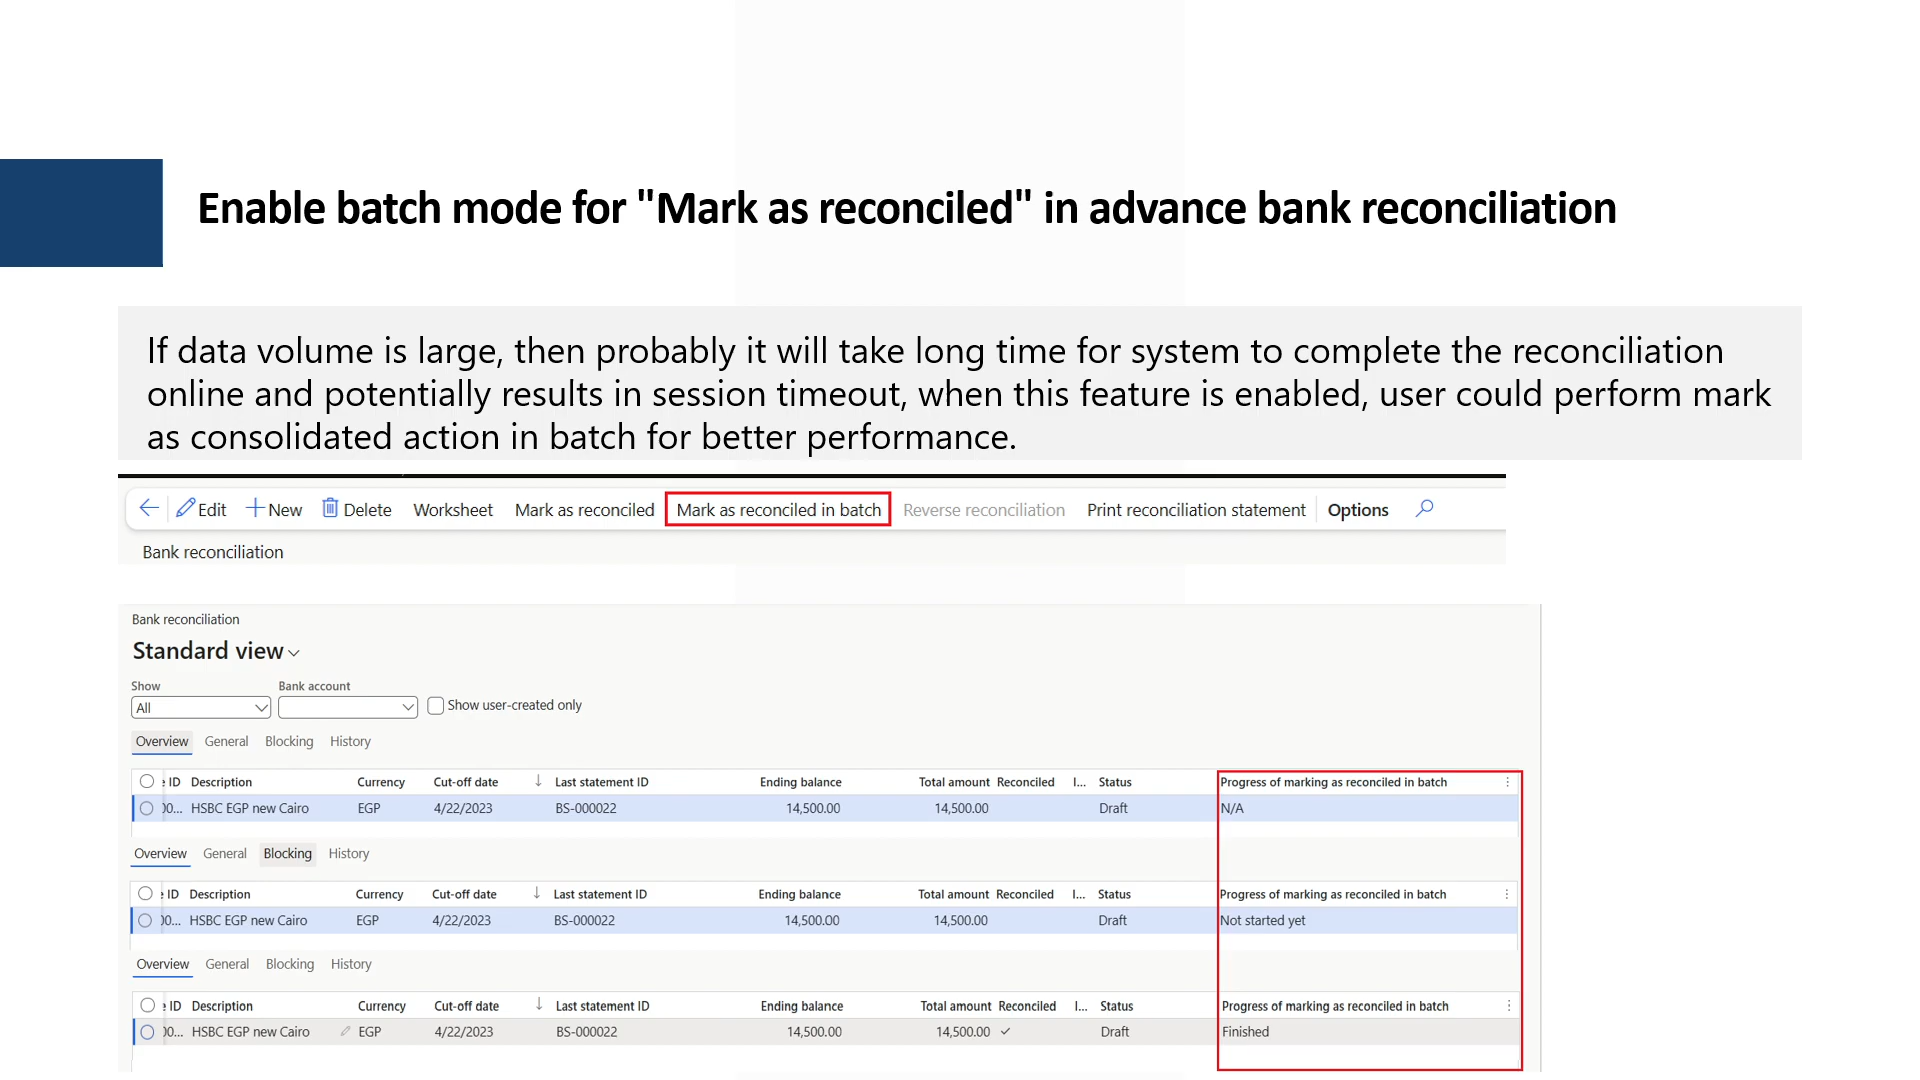 Enable batch mode for "Mark as reconciled" in advance bank reconciliation
If data volume is large, then probably it will take long time for system to complete the reconciliation
online and potentially results in session timeout, when this feature is enabled, user could perform mark
as consolidated action in batch for better performance.
Edit New Delete Worksheet Mark as reconciled Mark as reconciled in batch Reverse reconciliation Print reconciliation statement Options
Bank reconciliation
Bank reconciliation
Standard view
Show Bank account
All Show user-created only
Overview General Blocking History
ID Description Currency Cut-off date Last statement ID Ending balance Total amount Reconciled I... Status Progress of marking as reconciled in batch
00... HSBC EGP new Cairo EGP 4/22/2023 BS-000022 14,500.00 14,500.00 Draft N/A
Overview General Blocking History
ID Description Currency Cut-off date Last statement ID Ending balance Total amount Reconciled I... Status Progress of marking as reconciled in batch
00... HSBC EGP new Cairo EGP 4/22/2023 BS-000022 14,500.00 14,500.00 Draft Not started yet
Overview General Blocking History
ID Description Currency Cut-off date Last statement ID Ending balance Total amount Reconciled I... Status Progress of marking as reconciled in batch
00... HSBC EGP new Cairo EGP 4/22/2023 BS-000022 14,500.00 14,500.00 Draft Finished